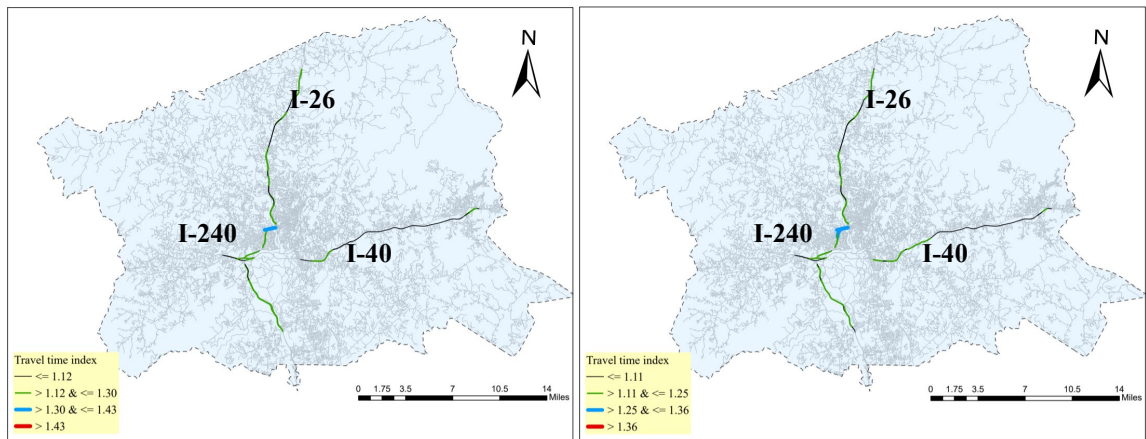 N
I-26
I-240
I-40
Travel time index
<= 1.12
> 1.12 & <= 1.30
> 1.30 & <= 1.43
> 1.43
0 1.75 3.5 7 10.5 14
Miles
N
I-26
I-240
I-40
Travel time index
<= 1.11
> 1.11 & <= 1.25
> 1.25 & <= 1.36
> 1.36
0 1.75 3.5 7 10.5 14
Miles